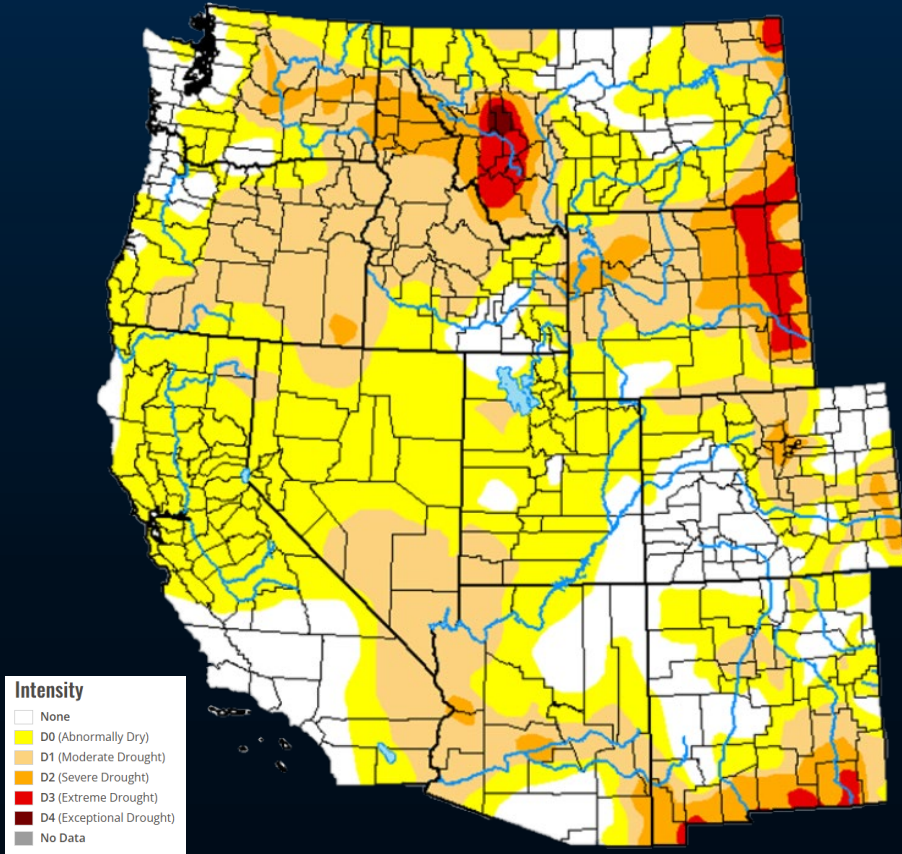 Intensity
None
D0 (Abnormally Dry)
D1 (Moderate Drought)
D2 (Severe Drought)
D3 (Extreme Drought)
D4 (Exceptional Drought)
No Data